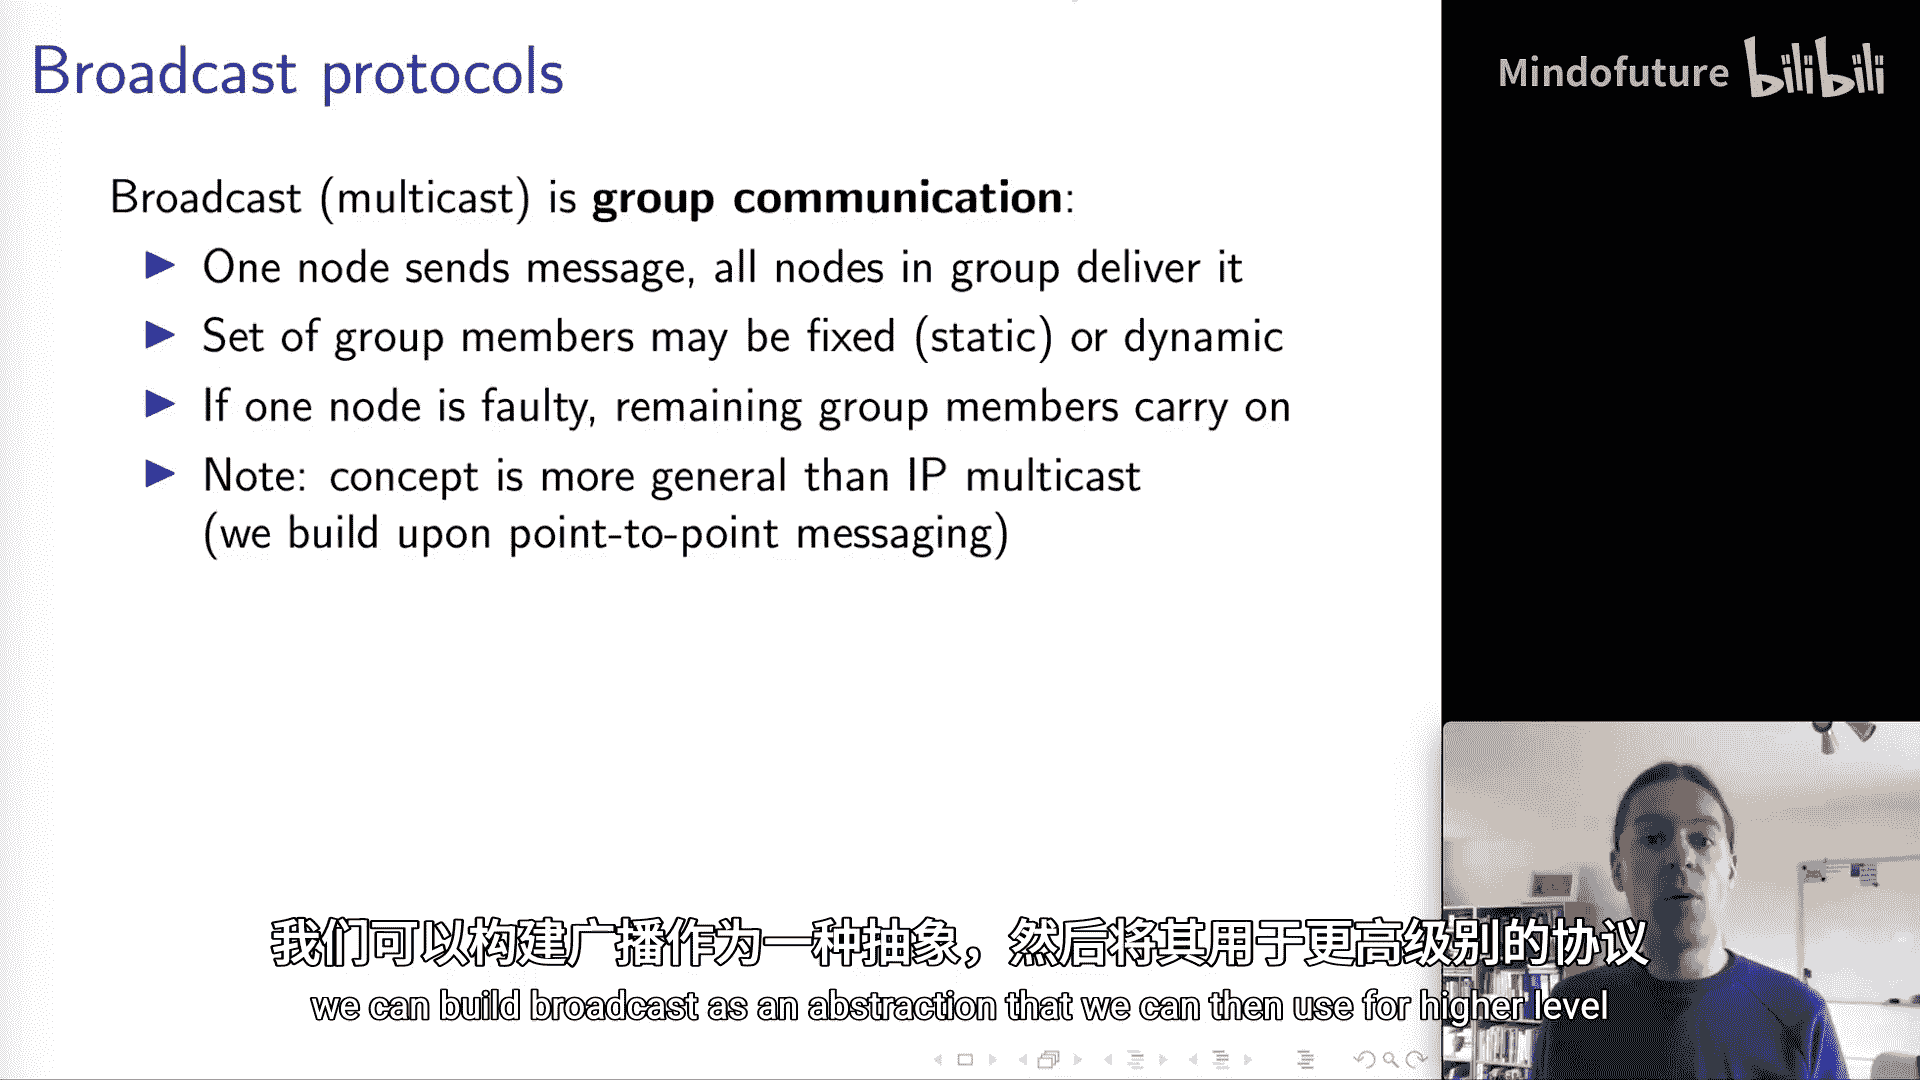 Broadcast protocols
Mindofuture bilibili
Broadcast (multicast) is group communication:
▶ One node sends message, all nodes in group deliver it
▶ Set of group members may be fixed (static) or dynamic
▶ If one node is faulty, remaining group members carry on
▶ Note: concept is more general than IP multicast
(we build upon point-to-point messaging)
我们可以构建广播作为一种抽象，然后将其用于更高级别的协议
we can build broadcast as an abstraction that we can then use for higher level